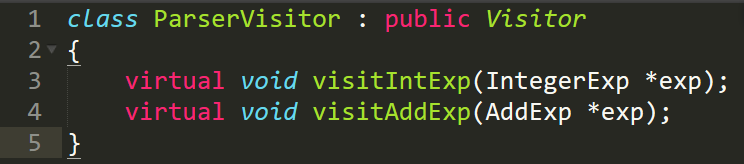 1 class ParserVisitor : public Visitor
2 {
3 virtual void visitIntExp(IntegerExp *exp);
4 virtual void visitAddExp(AddExp *exp);
5 }